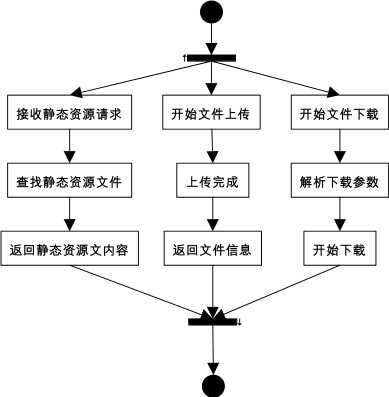 接收静态资源请求
开始文件上传
开始文件下载
查找静态资源文件
上传完成
解析下载参数
返回静态资源文内容
返回文件信息
开始下载